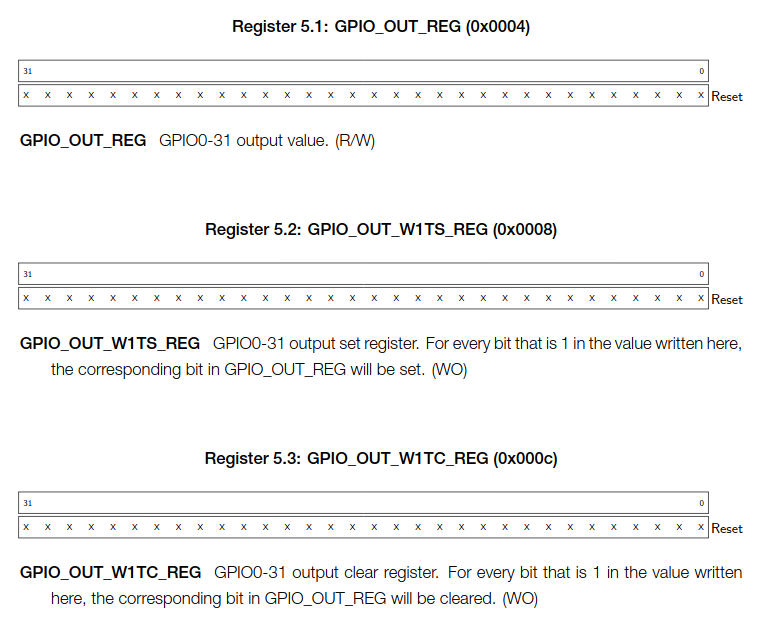 Register 5.1: GPIO_OUT_REG (0x0004)
31 0
x x x x x x x x x x x x x x x x x x x x x x x x x x x x x x x x Reset
GPIO_OUT_REG GPIO0-31 output value. (R/W)
Register 5.2: GPIO_OUT_W1TS_REG (0x0008)
31 0
x x x x x x x x x x x x x x x x x x x x x x x x x x x x x x x x Reset
GPIO_OUT_W1TS_REG GPIO0-31 output set register. For every bit that is 1 in the value written here,
the corresponding bit in GPIO_OUT_REG will be set. (WO)
Register 5.3: GPIO_OUT_W1TC_REG (0x000c)
31 0
x x x x x x x x x x x x x x x x x x x x x x x x x x x x x x x x Reset
GPIO_OUT_W1TC_REG GPIO0-31 output clear register. For every bit that is 1 in the value written
here, the corresponding bit in GPIO_OUT_REG will be cleared. (WO)